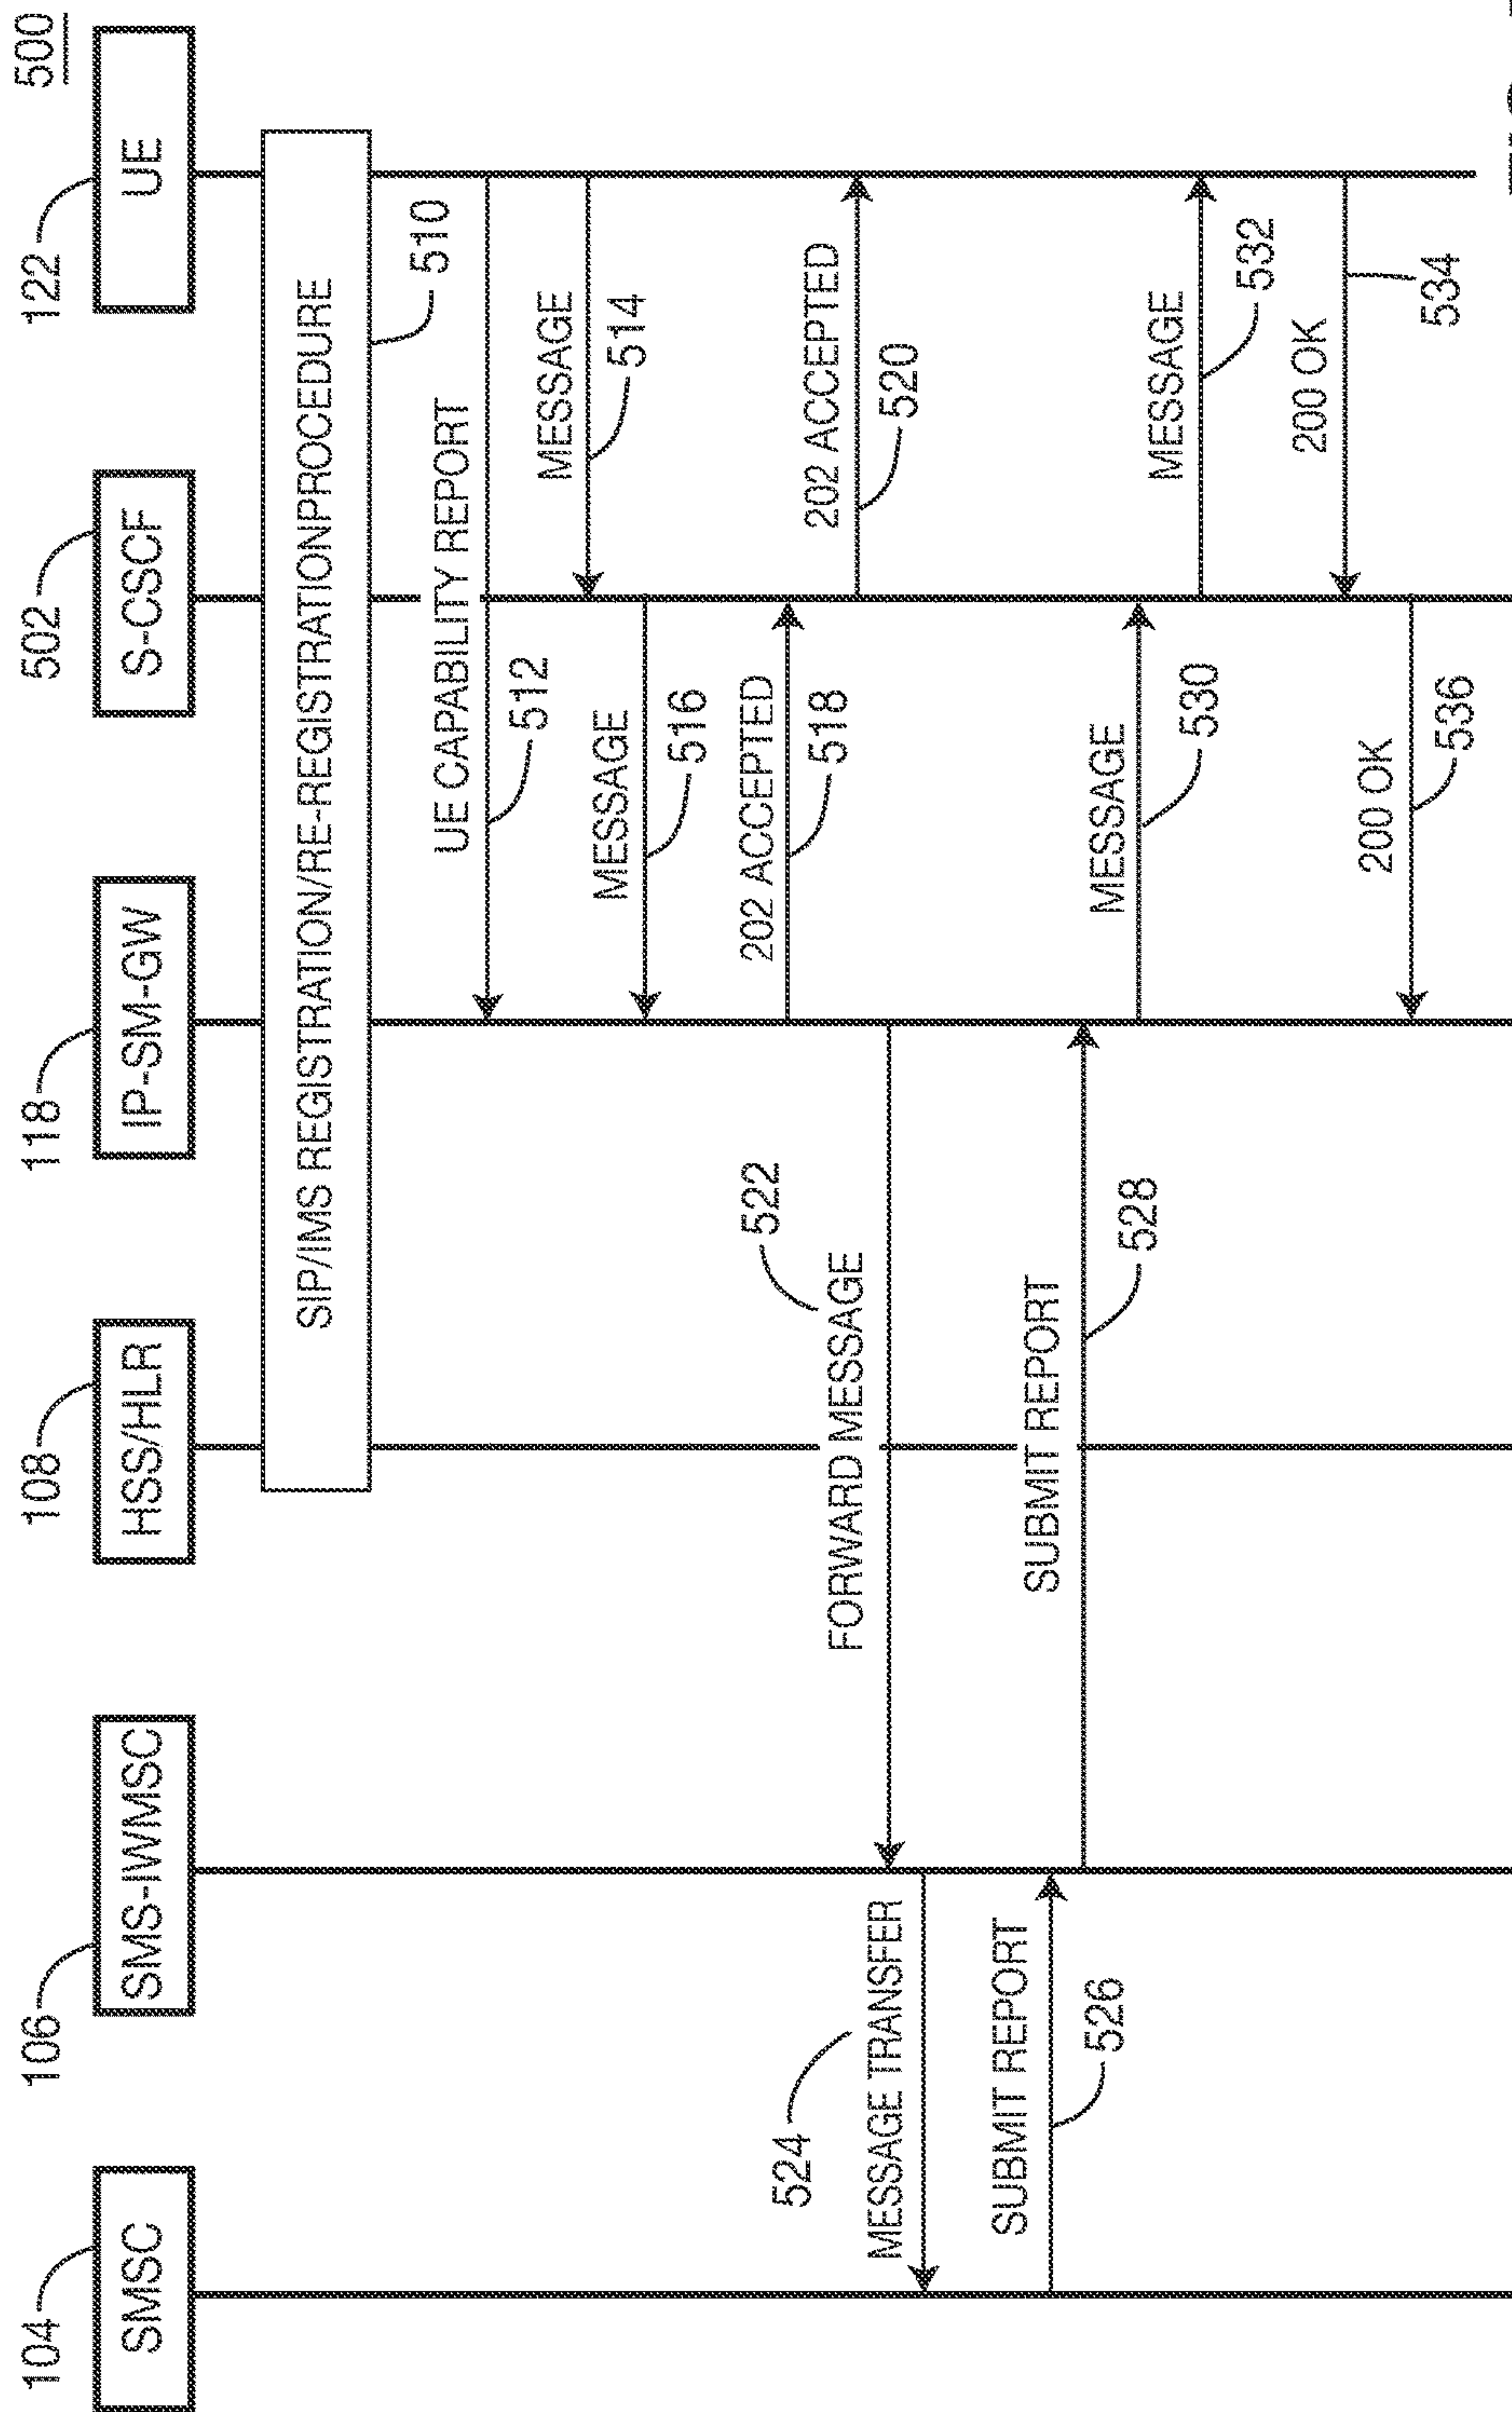 500
104
106
108
118
502
122
SMSC
SMS-IWMSC
HSS/HLR
IP-SM-GW
S-CSCF
UE
SIP/IMS REGISTRATION/RE-REGISTRATIONPROCEDURE
510
UE CAPABILITY REPORT
512
MESSAGE
514
MESSAGE
516
202 ACCEPTED
518
202 ACCEPTED
520
522
FORWARD MESSAGE
524
MESSAGE TRANSFER
SUBMIT REPORT
526
SUBMIT REPORT
528
MESSAGE
530
MESSAGE
532
200 OK
534
200 OK
536